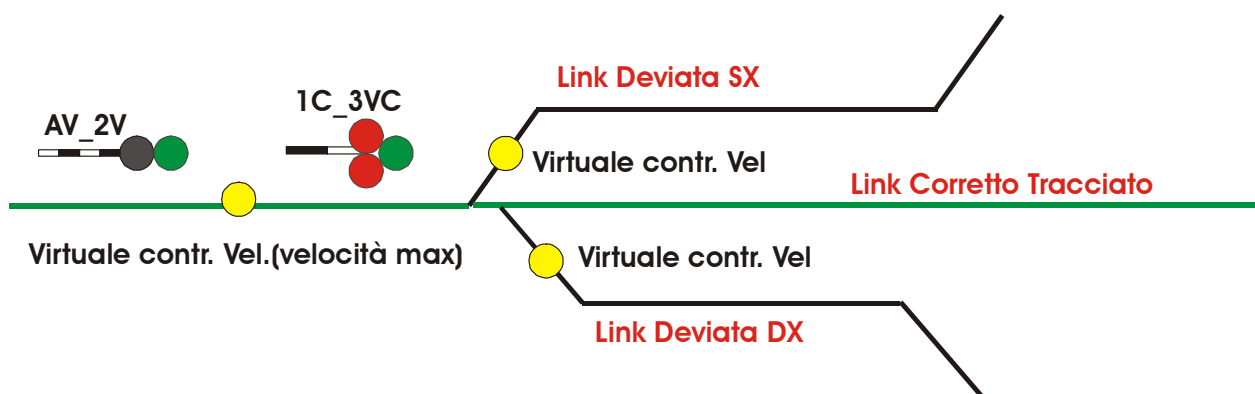 Link Deviata SX
1C_3VC
AV_2V
Virtuale contr. Vel
Link Corretto Tracciato
Virtuale contr. Vel.(velocità max)
Virtuale contr. Vel
Link Deviata DX